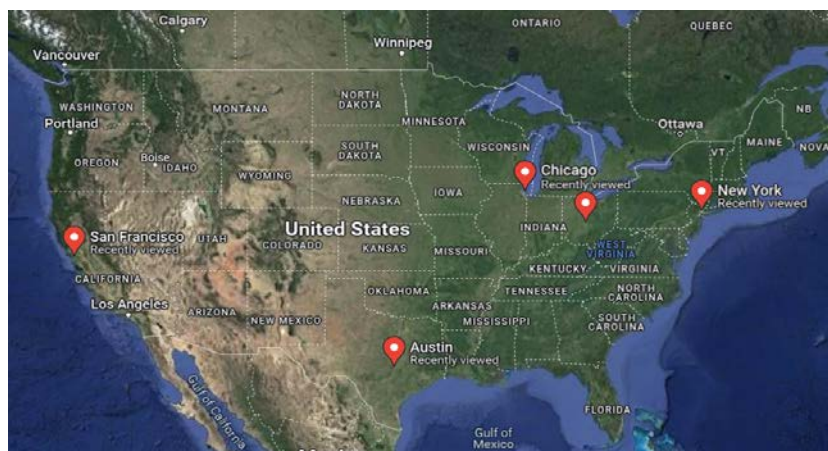 Calgary
ONTARIO
QUEBEC
Winnipeg
Vancouver
WASHINGTON
NORTH
DAKOTA
MONTANA
MINNESOTA
NB
Portland
Ottawa
MAINE
VT
NOVA
SOUTH
DAKOTA
WISCONSIN
OREGON
Boise
IDAHO
WYOMING
Chicago
Recently viewed
New York
Recently viewed
IOWA
NEBRASKA
United States
INDIANA
San Francisco
Recently viewed
UTAH
COLORADO
KANSAS
MISSOURI
WEST
VIRGINIA
KENTUCKY
VIRGINIA
CALIFORNIA
OKLAHOMA
TENNESSEE
NORTH
CAROLINA
Los Angeles
ARIZONA
NEW MEXICO
ARKANSAS
MISSISSIPPI
SOUTH
CAROLINA
Austin
Recently viewed
Gulf of California
FLORIDA
Gulf of
Mexico